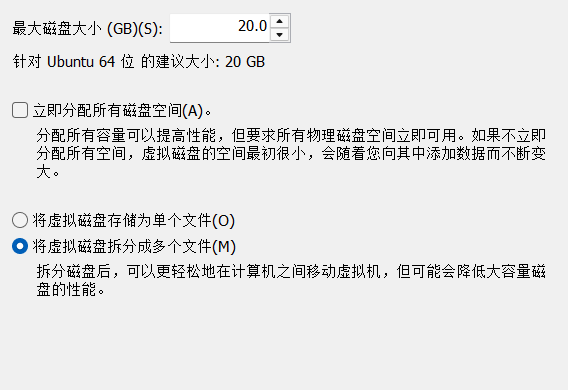 最大磁盘大小 (GB)(S): 20.0
针对 Ubuntu 64 位 的建议大小: 20 GB
立即分配所有磁盘空间(A)。
分配所有容量可以提高性能，但要求所有物理磁盘空间立即可用。如果不立即
分配所有空间，虚拟磁盘的空间最初很小，会随着您向其中添加数据而不断变
大。
将虚拟磁盘存储为单个文件(O)
将虚拟磁盘拆分成多个文件(M)
拆分磁盘后，可以更轻松地在计算机之间移动虚拟机，但可能会降低大容量磁
盘的性能。